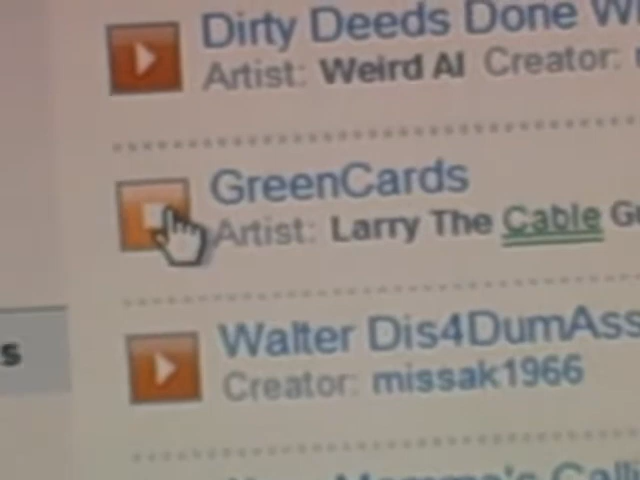 Dirty Deeds Done
Artist: Weird Al Creator:
GreenCards
Artist: Larry The Cable
s
Walter Dis4DumAss
Creator: missak1966